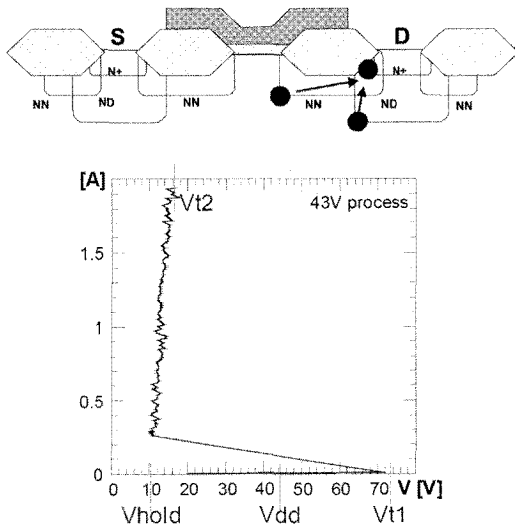 S D
N+ N+
NN ND NN NN ND NN
[A] Vt2 43V process
1.5
1
0.5
0
0 10 20 30 40 50 60 70 V [V]
Vhold Vdd Vt1